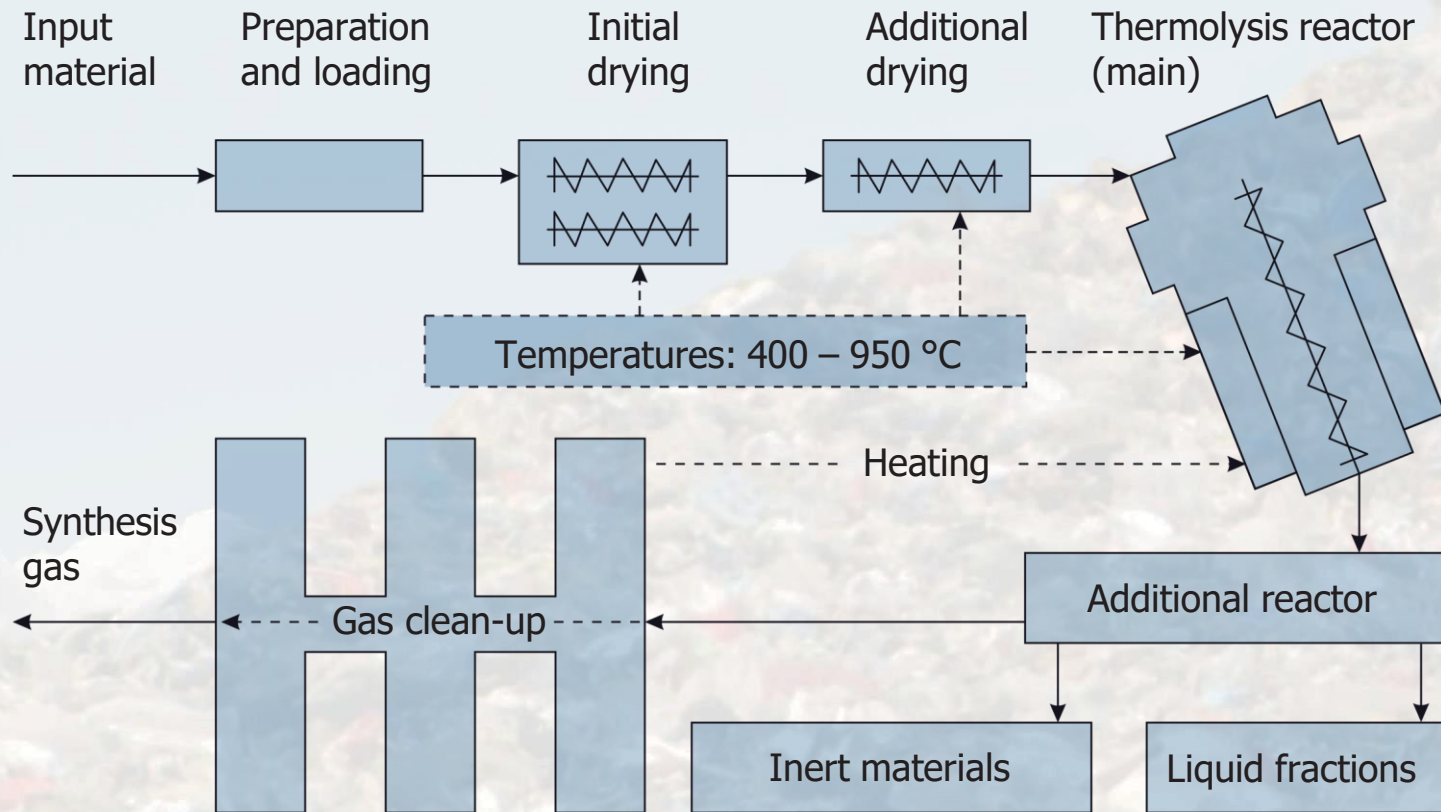 Input
material
Preparation
and loading
Initial
drying
Additional
drying
Thermolysis reactor
(main)
Temperatures: 400 – 950 °C
Heating
Synthesis
gas
Gas clean-up
Additional reactor
Inert materials
Liquid fractions